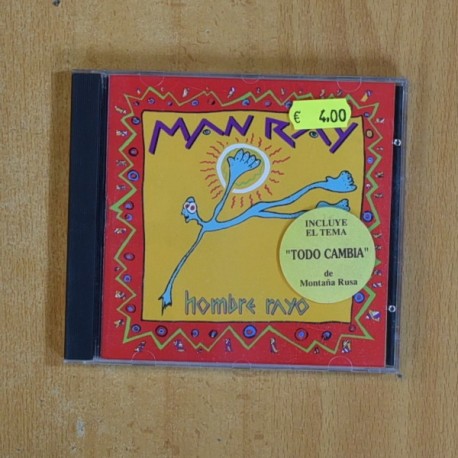 € 4.00
MAN RAY
INCLUYE
EL TEMA
"TODO CAMBIA"
de
Montaña Rusa
hombre rayo